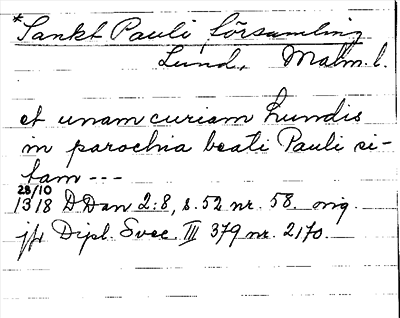 *Sankt Pauli församling
Lund, Malm.l.
et unam curiam Lundis
in parochia beati Pauli si-
tam ---
28/10
1318 DDan 2:8, s.52 nr. 58. orig.
jfr Dipl. Svec. III 379 nr. 2170.